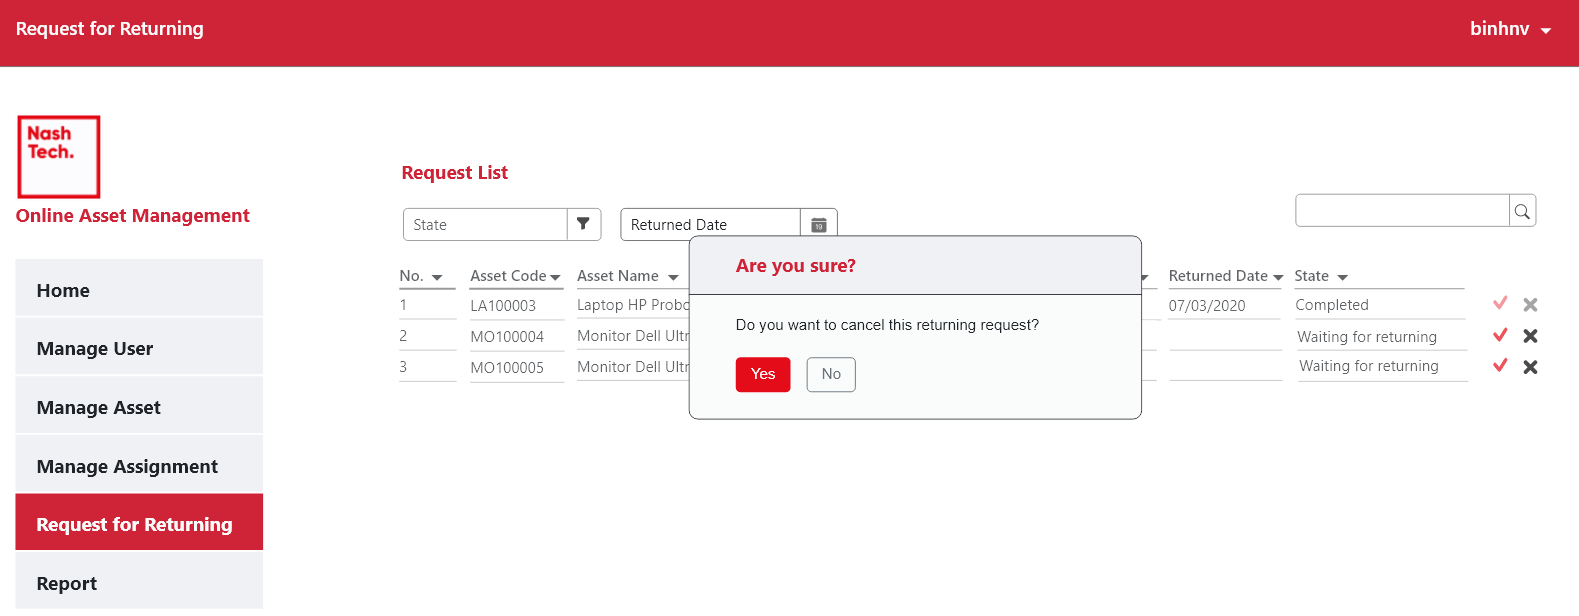 Request for Returning
binhnv
Nash
Tech.
Online Asset Management
Home
Manage User
Manage Asset
Manage Assignment
Request for Returning
Report
Request List
State
Returned Date
19
No. Asset Code Asset Name Returned Date State
1 LA100003 Laptop HP Probo 07/03/2020 Completed
2 MO100004 Monitor Dell Ultr Waiting for returning
3 MO100005 Monitor Dell Ultr Waiting for returning
Are you sure?
Do you want to cancel this returning request?
Yes No